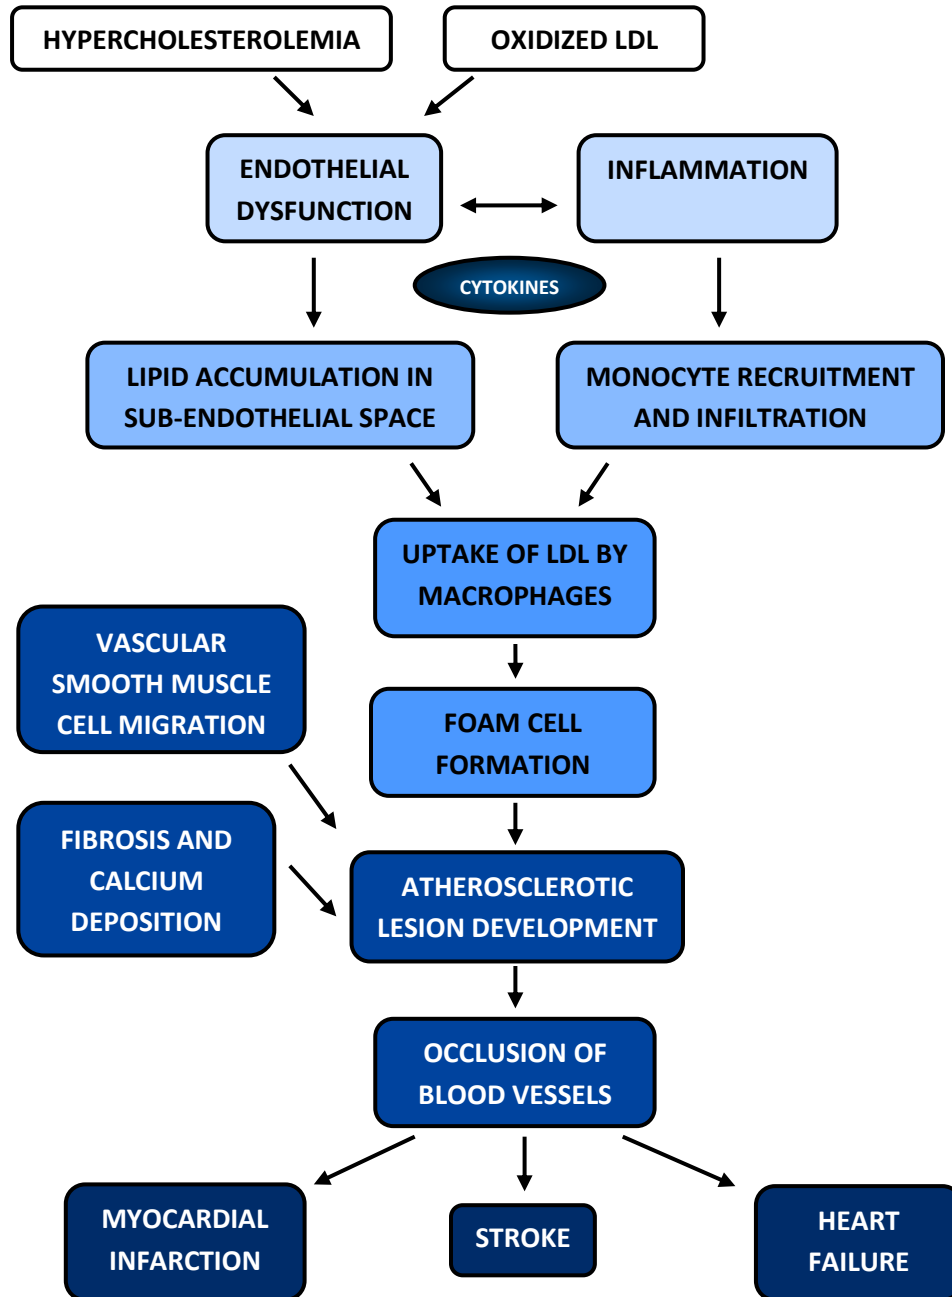 HYPERCHOLESTEROLEMIA
OXIDIZED LDL
ENDOTHELIAL
DYSFUNCTION
INFLAMMATION
CYTOKINES
LIPID ACCUMULATION IN
SUB-ENDOTHELIAL SPACE
MONOCYTE RECRUITMENT
AND INFILTRATION
UPTAKE OF LDL BY
MACROPHAGES
VASCULAR
SMOOTH MUSCLE
CELL MIGRATION
FOAM CELL
FORMATION
FIBROSIS AND
CALCIUM
DEPOSITION
ATHEROSCLEROTIC
LESION DEVELOPMENT
OCCLUSION OF
BLOOD VESSELS
MYOCARDIAL
INFARCTION
STROKE
HEART
FAILURE